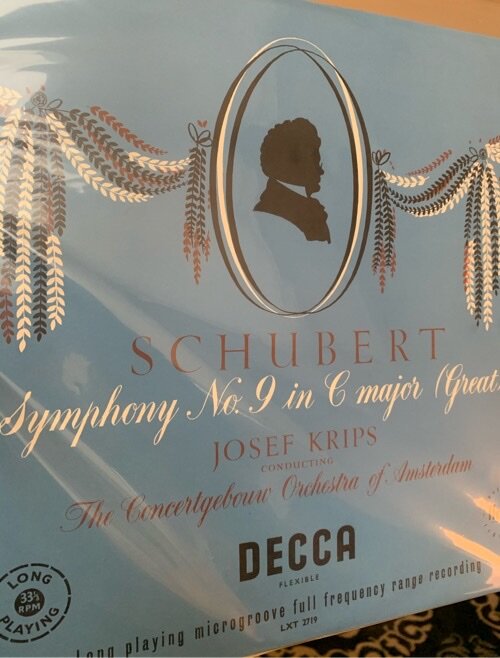 SCHUBERT
Symphony No. 9 in C major (Great
JOSEF KRIPS
CONDUCTING
The Concertgebouw Orchestra of Amsterdam
DECCA
FLEXIBLE
LONG
33⅓
RPM
PLAYING
Long playing microgroove full frequency range recording
LXT 2719